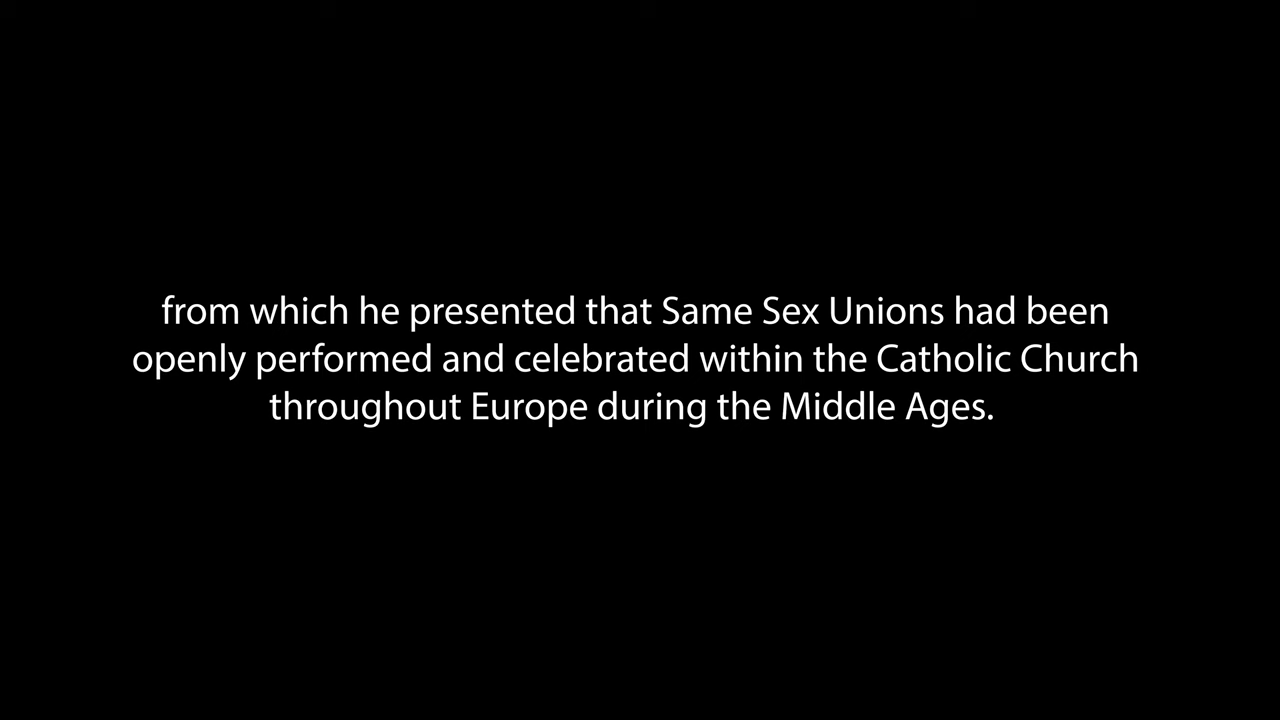 from which he presented that Same Sex Unions had been
openly performed and celebrated within the Catholic Church
throughout Europe during the Middle Ages.